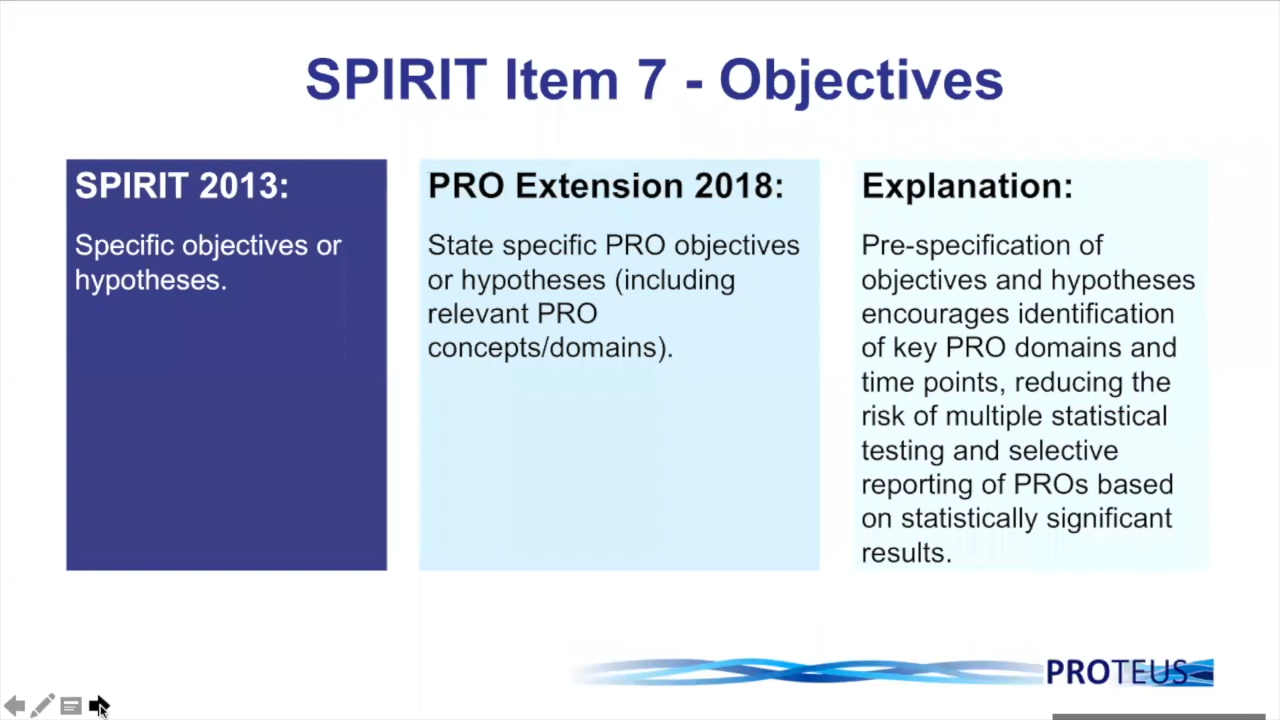 SPIRIT Item 7 - Objectives
SPIRIT 2013:
Specific objectives or
hypotheses.
PRO Extension 2018:
State specific PRO objectives
or hypotheses (including
relevant PRO
concepts/domains).
Explanation:
Pre-specification of
objectives and hypotheses
encourages identification
of key PRO domains and
time points, reducing the
risk of multiple statistical
testing and selective
reporting of PROs based
on statistically significant
results.
PROTEUS